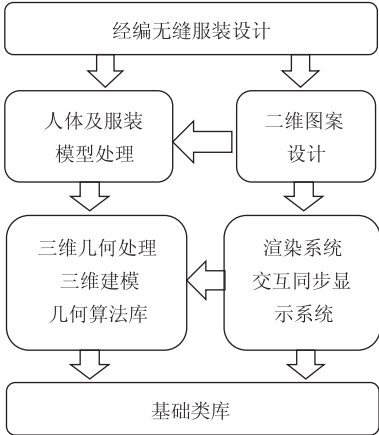 经编无缝服装设计
人体及服装
模型处理
二维图案
设计
三维几何处理
三维建模
几何算法库
渲染系统
交互同步显
示系统
基础类库